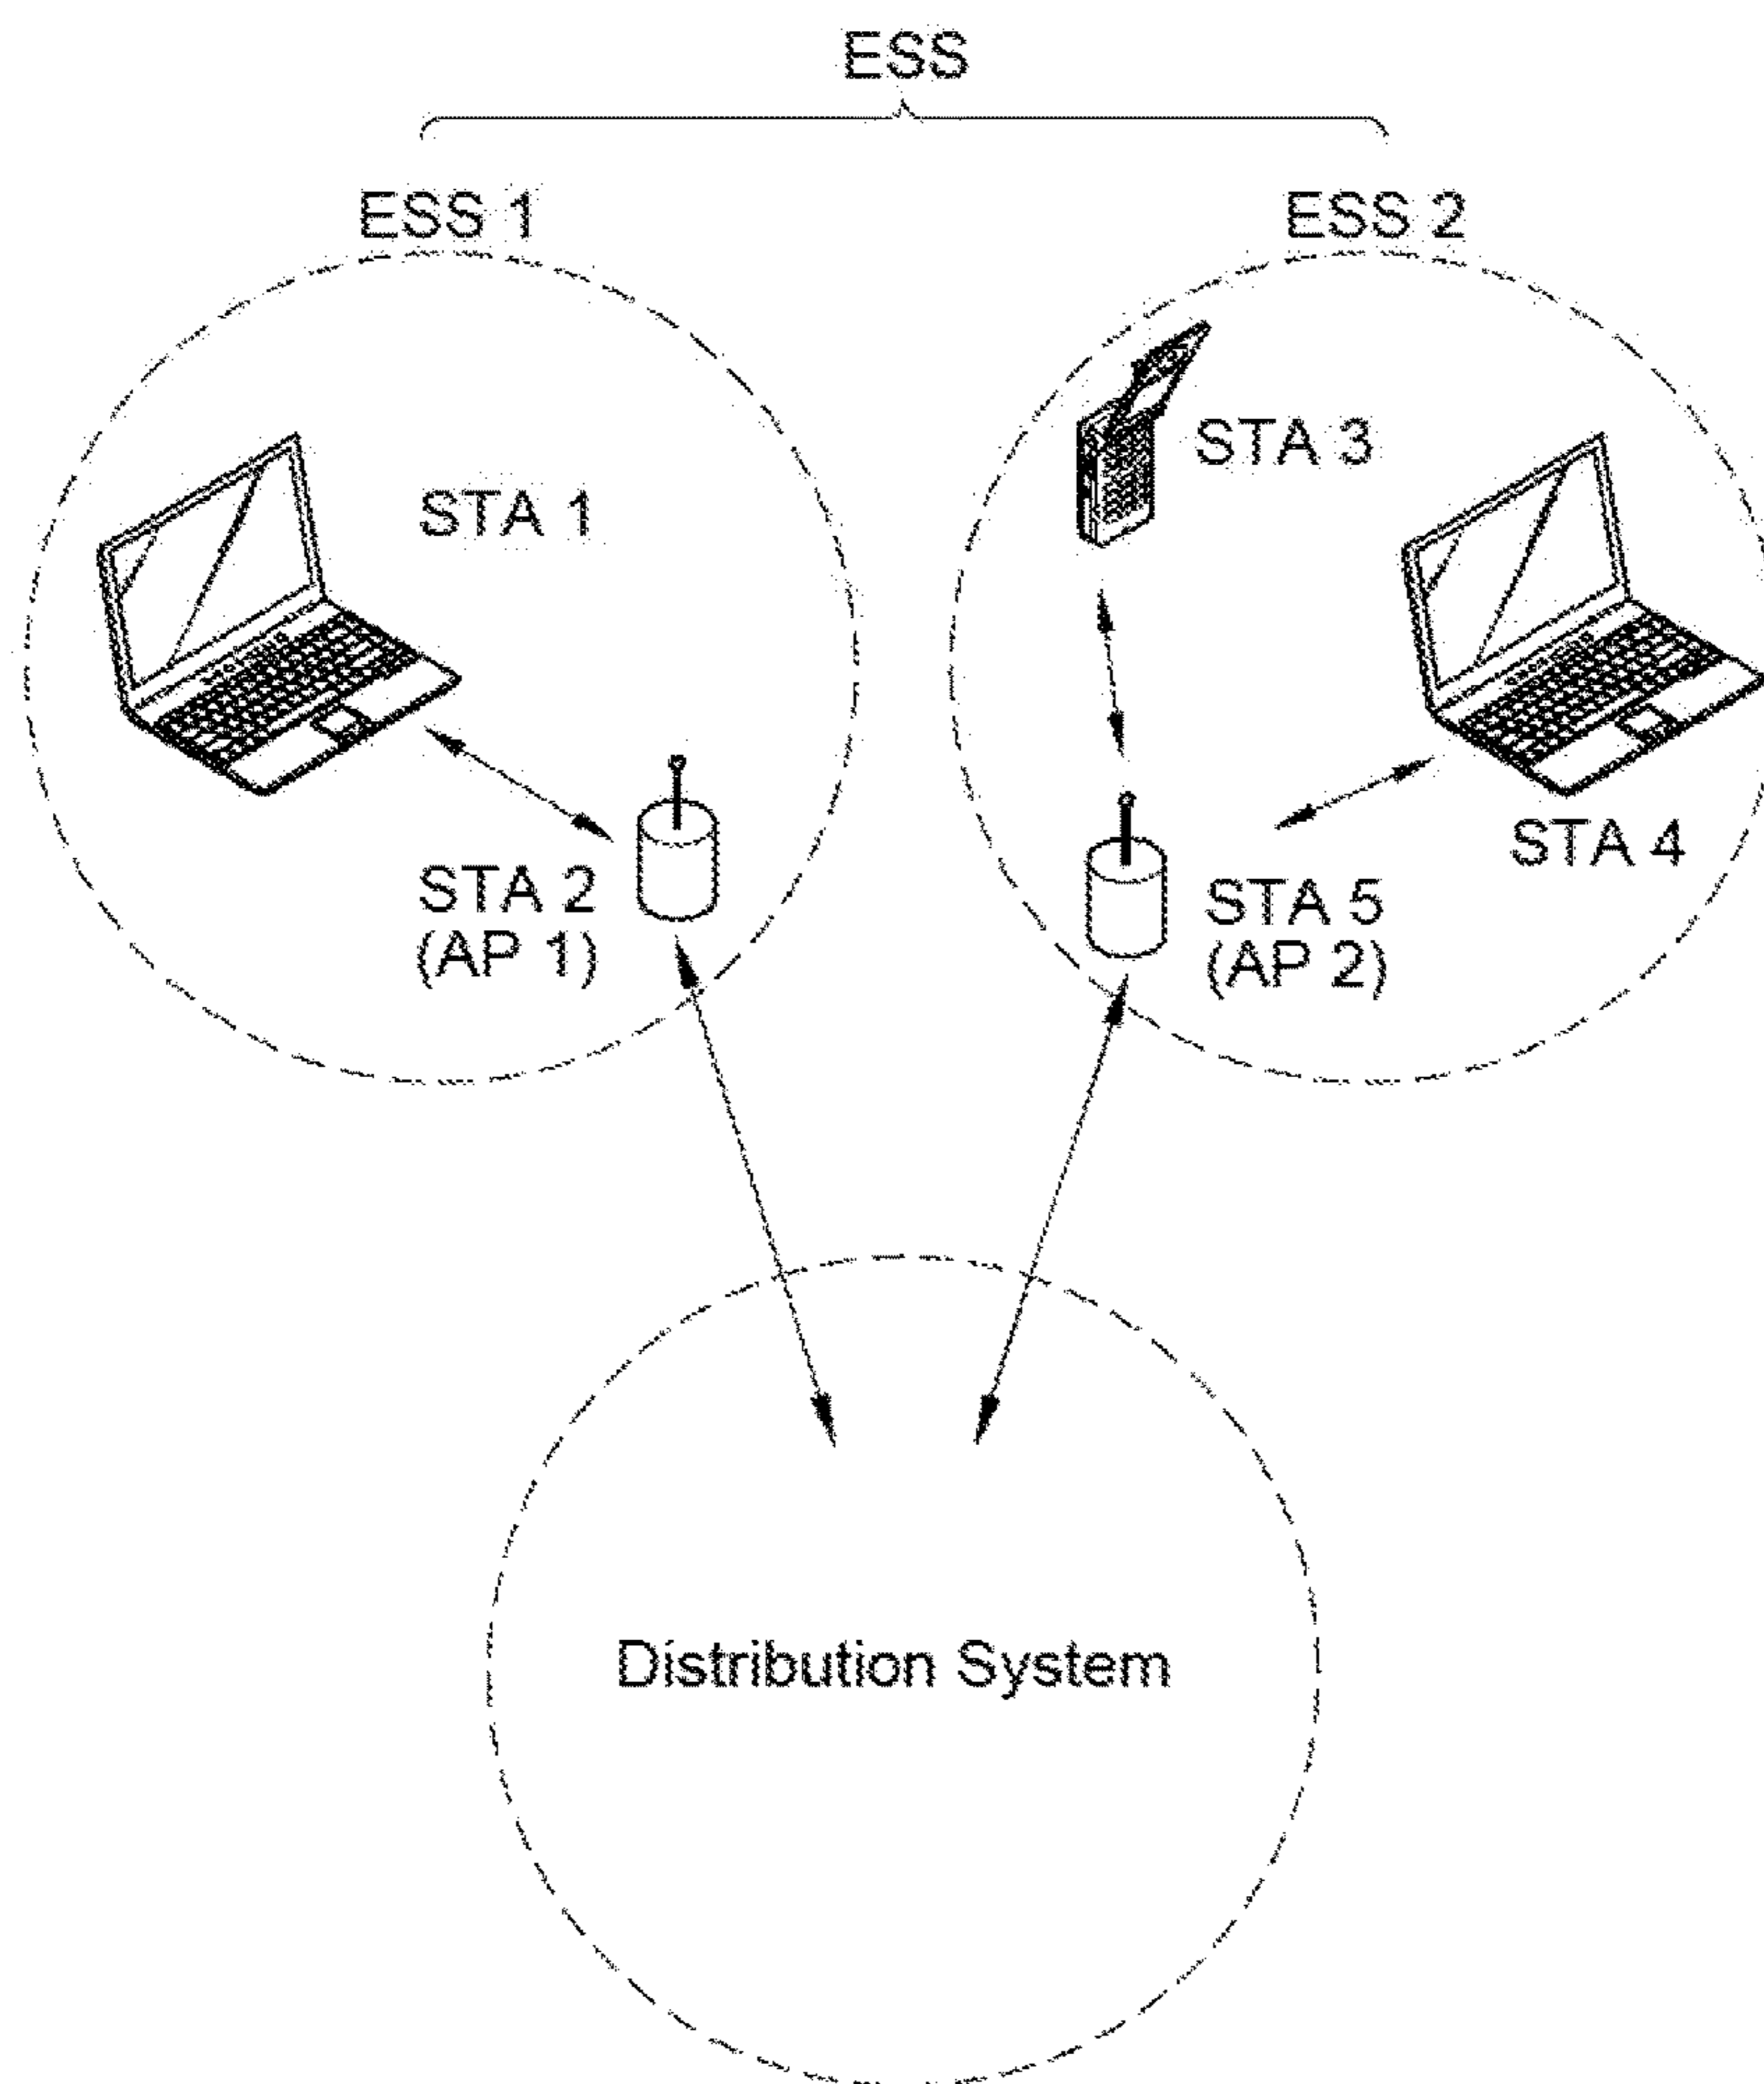 ESS
ESS 1
ESS 2
STA 1
STA 3
STA 2
(AP 1)
STA 4
STA 5
(AP 2)
Distribution System